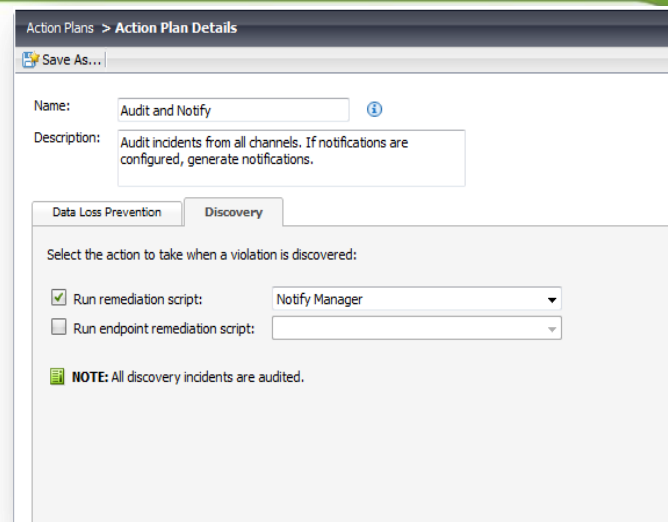 Action Plans > Action Plan Details
Save As...
Name: Audit and Notify
Description: Audit incidents from all channels. If notifications are
configured, generate notifications.
Data Loss Prevention Discovery
Select the action to take when a violation is discovered:
Run remediation script: Notify Manager
Run endpoint remediation script:
NOTE: All discovery incidents are audited.